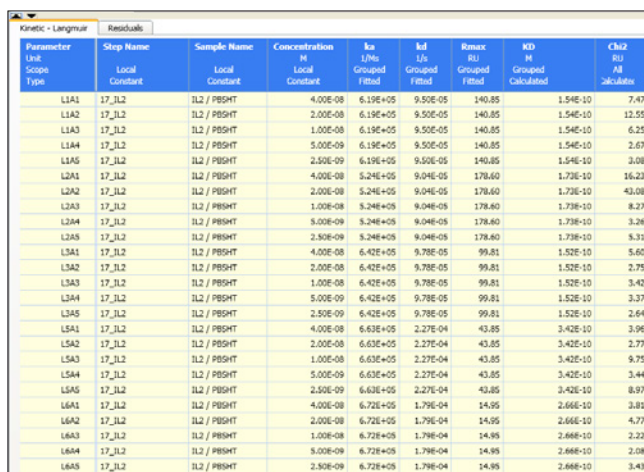 Kinetic - Langmuir Residuals
Parameter Step Name Sample Name Concentration ka kd Rmax KD Chi2
Unit M 1/Ms 1/s RU M RU
Scope Local Local Local Grouped Grouped Grouped Grouped All
Type Constant Constant Constant Fitted Fitted Fitted Calculated Calculated
L1A1 17_IL2 IL2 / PBSHT 4.00E-08 6.19E+05 9.50E-05 140.85 1.54E-10 7.47
L1A2 17_IL2 IL2 / PBSHT 2.00E-08 6.19E+05 9.50E-05 140.85 1.54E-10 12.55
L1A3 17_IL2 IL2 / PBSHT 1.00E-08 6.19E+05 9.50E-05 140.85 1.54E-10 6.25
L1A4 17_IL2 IL2 / PBSHT 5.00E-09 6.19E+05 9.50E-05 140.85 1.54E-10 2.67
L1A5 17_IL2 IL2 / PBSHT 2.50E-09 6.19E+05 9.50E-05 140.85 1.54E-10 3.08
L2A1 17_IL2 IL2 / PBSHT 4.00E-08 5.24E+05 9.04E-05 178.60 1.73E-10 16.23
L2A2 17_IL2 IL2 / PBSHT 2.00E-08 5.24E+05 9.04E-05 178.60 1.73E-10 43.08
L2A3 17_IL2 IL2 / PBSHT 1.00E-08 5.24E+05 9.04E-05 178.60 1.73E-10 8.27
L2A4 17_IL2 IL2 / PBSHT 5.00E-09 5.24E+05 9.04E-05 178.60 1.73E-10 3.28
L2A5 17_IL2 IL2 / PBSHT 2.50E-09 5.24E+05 9.04E-05 178.60 1.73E-10 5.31
L3A1 17_IL2 IL2 / PBSHT 4.00E-08 6.42E+05 9.78E-05 99.81 1.52E-10 5.60
L3A2 17_IL2 IL2 / PBSHT 2.00E-08 6.42E+05 9.78E-05 99.81 1.52E-10 2.75
L3A3 17_IL2 IL2 / PBSHT 1.00E-08 6.42E+05 9.78E-05 99.81 1.52E-10 3.42
L3A4 17_IL2 IL2 / PBSHT 5.00E-09 6.42E+05 9.78E-05 99.81 1.52E-10 3.37
L3A5 17_IL2 IL2 / PBSHT 2.50E-09 6.42E+05 9.78E-05 99.81 1.52E-10 2.64
L5A1 17_IL2 IL2 / PBSHT 4.00E-08 6.63E+05 2.27E-04 43.85 3.42E-10 3.96
L5A2 17_IL2 IL2 / PBSHT 2.00E-08 6.63E+05 2.27E-04 43.85 3.42E-10 2.77
L5A3 17_IL2 IL2 / PBSHT 1.00E-08 6.63E+05 2.27E-04 43.85 3.42E-10 9.75
L5A4 17_IL2 IL2 / PBSHT 5.00E-09 6.63E+05 2.27E-04 43.85 3.42E-10 3.44
L5A5 17_IL2 IL2 / PBSHT 2.50E-09 6.63E+05 2.27E-04 43.85 3.42E-10 8.97
L6A1 17_IL2 IL2 / PBSHT 4.00E-08 6.72E+05 1.79E-04 14.95 2.66E-10 3.81
L6A2 17_IL2 IL2 / PBSHT 2.00E-08 6.72E+05 1.79E-04 14.95 2.66E-10 4.77
L6A3 17_IL2 IL2 / PBSHT 1.00E-08 6.72E+05 1.79E-04 14.95 2.66E-10 2.22
L6A4 17_IL2 IL2 / PBSHT 5.00E-09 6.72E+05 1.79E-04 14.95 2.66E-10 2.08
L6A5 17_IL2 IL2 / PBSHT 2.50E-09 6.72E+05 1.79E-04 14.95 2.66E-10 3.40